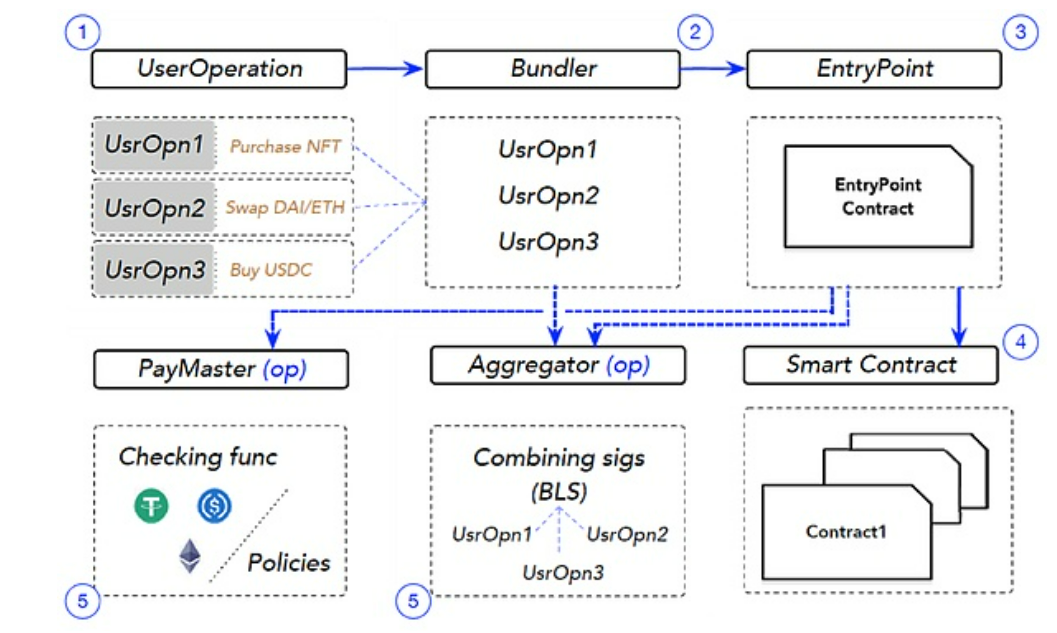 1
2
3
UserOperation
Bundler
EntryPoint
UsrOpn1 Purchase NFT
UsrOpn2 Swap DAI/ETH
UsrOpn3 Buy USDC
UsrOpn1
UsrOpn2
UsrOpn3
EntryPoint
Contract
4
PayMaster (op)
Aggregator (op)
Smart Contract
Checking func
Policies
5
Combining sigs
(BLS)
UsrOpn1
UsrOpn2
UsrOpn3
5
Contract1